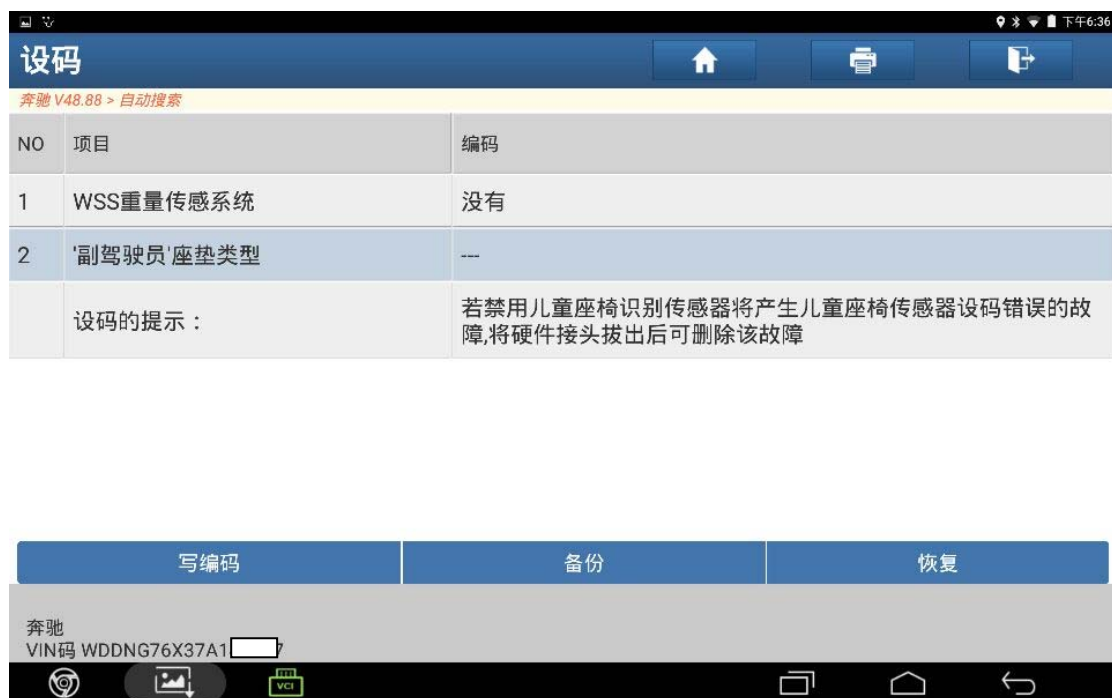 下午6:36
设码
奔驰 V48.88 > 自动搜索
NO 项目 编码
1 WSS重量传感系统 没有
2 '副驾驶员'座垫类型 ---
设码的提示： 若禁用儿童座椅识别传感器将产生儿童座椅传感器设码错误的故
障,将硬件接头拔出后可删除该故障
写编码 备份 恢复
奔驰
VIN码 WDDNG76X37A1 7
VCI